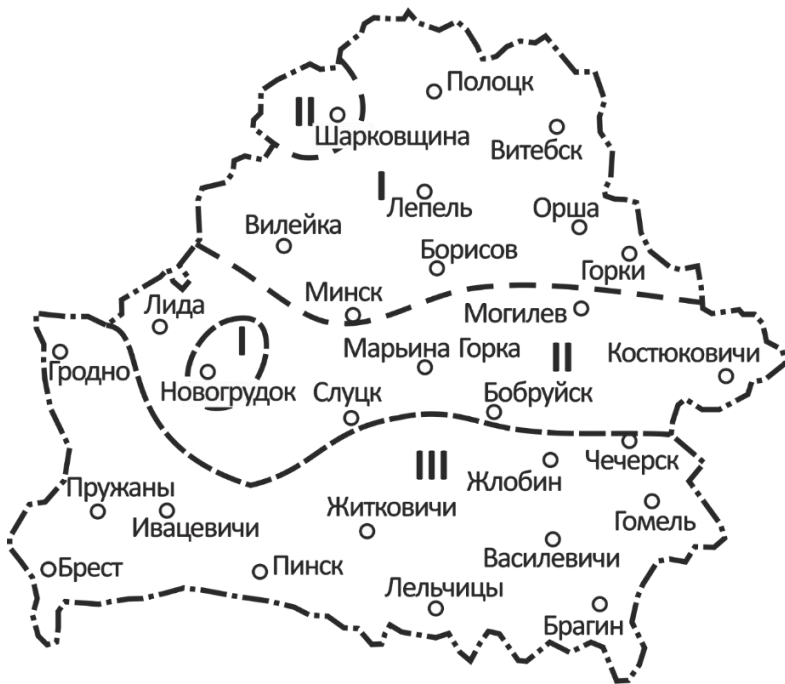 Полоцк
II
Шарковщина
Витебск
I
Лепель
Орша
Вилейка
Борисов
Горки
Минск
Лида
Могилев
I
Марьина Горка
II
Костюковичи
Гродно
Новогрудок
Слуцк
Бобруйск
III
Чечерск
Жлобин
Пружаны
Житковичи
Гомель
Ивацевичи
Василевичи
Брест
Пинск
Лельчицы
Брагин